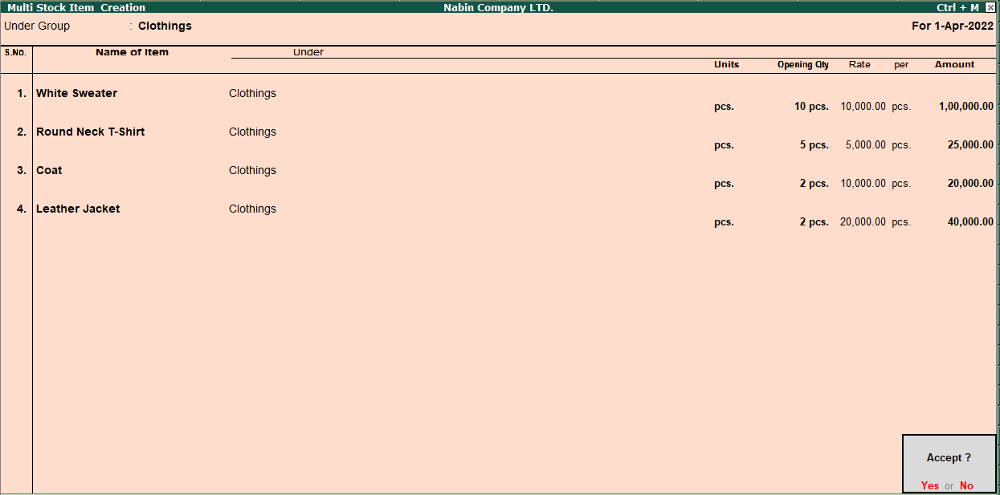 Multi Stock Item Creation Nabin Company LTD. Ctrl + M
Under Group : Clothings For 1-Apr-2022
S.No. Name of Item Under
Units Opening Qty Rate per Amount
1. White Sweater Clothings
pcs. 10 pcs. 10,000.00 pcs. 1,00,000.00
2. Round Neck T-Shirt Clothings
pcs. 5 pcs. 5,000.00 pcs. 25,000.00
3. Coat Clothings
pcs. 2 pcs. 10,000.00 pcs. 20,000.00
4. Leather Jacket Clothings
pcs. 2 pcs. 20,000.00 pcs. 40,000.00
Accept ?
Yes or No